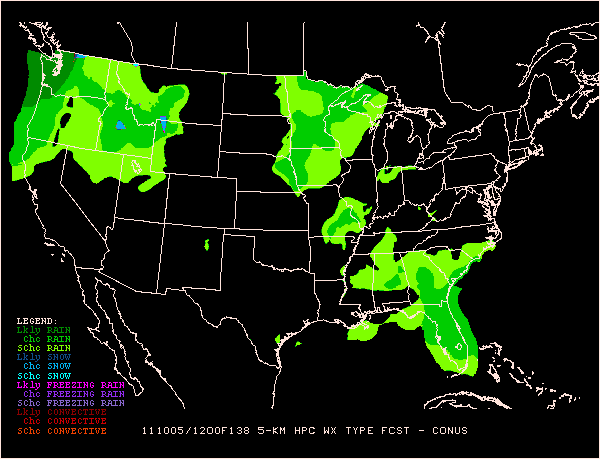 LEGEND:
Lkly RAIN
Chc RAIN
SChc RAIN
Lkly SNOW
Chc SNOW
SChc SNOW
Lkly FREEZING RAIN
Chc FREEZING RAIN
SChc FREEZING RAIN
Lkly CONVECTIVE
Chc CONVECTIVE
SChc CONVECTIVE
111005/1200F138 5-KM HPC WX TYPE FCST - CONUS